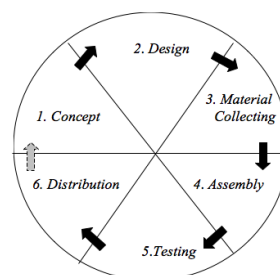 1. Concept
2. Design
3. Material
Collecting
4. Assembly
5.Testing
6. Distribution